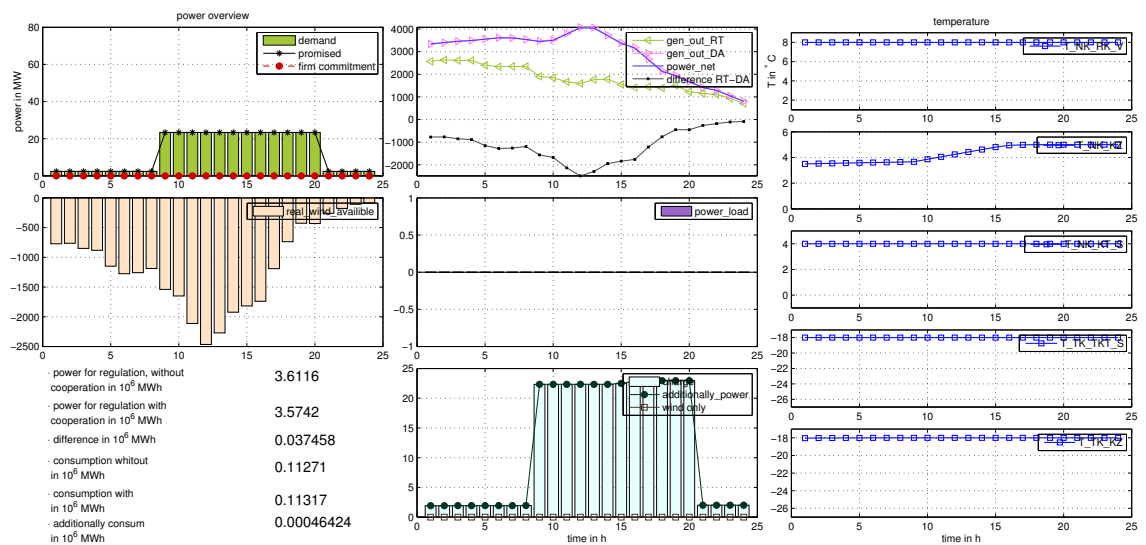 power overview
80
60
40
20
0
0 5 10 15 20 25
power in MW
demand
promised
firm commitment
4000
3000
2000
1000
0
−1000
−2000
0 5 10 15 20 25
gen_out_RT
gen_out_DA
power_net
difference RT−DA
temperature
8
6
4
2
0 5 10 15 20 25
T in ° C
6
4
2
0
0 5 10 15 20 25
T_NK_KZ
4
2
0
0 5 10 15 20 25
T_NK_KT_S
−18
−20
−22
−24
−26
0 5 10 15 20 25
T_TK_TKT_S
−18
−20
−22
−24
−26
0 5 10 15 20 25
T_TK_KZ
time in h
0
−500
−1000
−1500
−2000
−2500
0 5 10 15 20 25
real_wind_availible
1
0.5
0
−0.5
−1
0 5 10 15 20 25
power_load
25
20
15
10
5
0
0 5 10 15 20 25
additionally_power
wind only
time in h
· power for regulation, without
cooperation in 10⁶ MWh
3.6116
· power for regulation with
cooperation in 10⁶ MWh
3.5742
· difference in 10⁶ MWh
0.037458
· consumption whitout
in 10⁶ MWh
0.11271
· consumption with
in 10⁶ MWh
0.11317
· additionally consum
in 10⁶ MWh
0.00046424